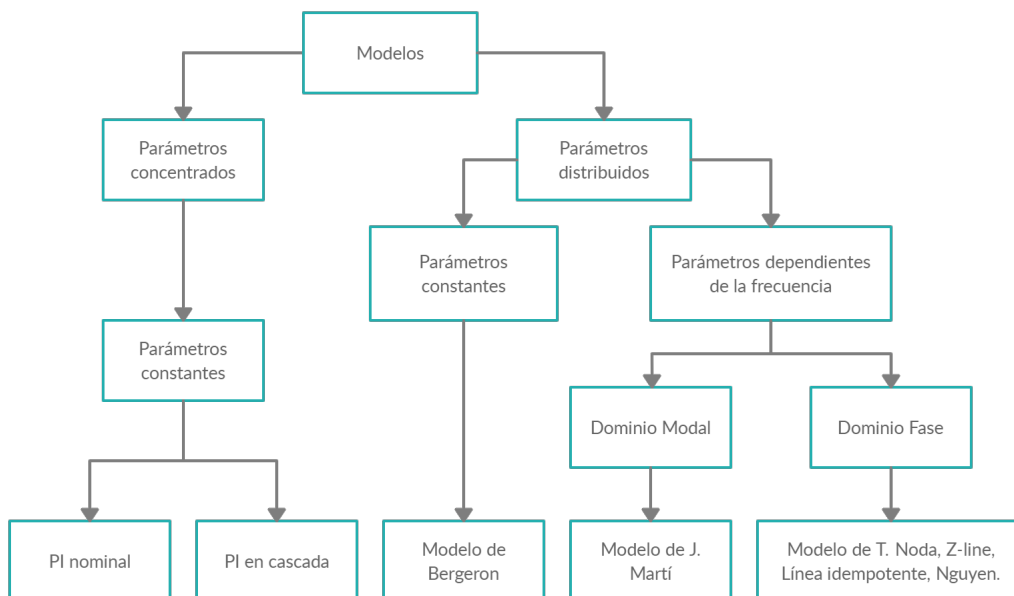 Modelos
Parámetros
concentrados
Parámetros
distribuidos
Parámetros
constantes
Parámetros dependientes
de la frecuencia
Parámetros
constantes
Dominio Modal
Dominio Fase
PI nominal
PI en cascada
Modelo de
Bergeron
Modelo de J.
Martí
Modelo de T. Noda, Z-line,
Línea idempotente, Nguyen.